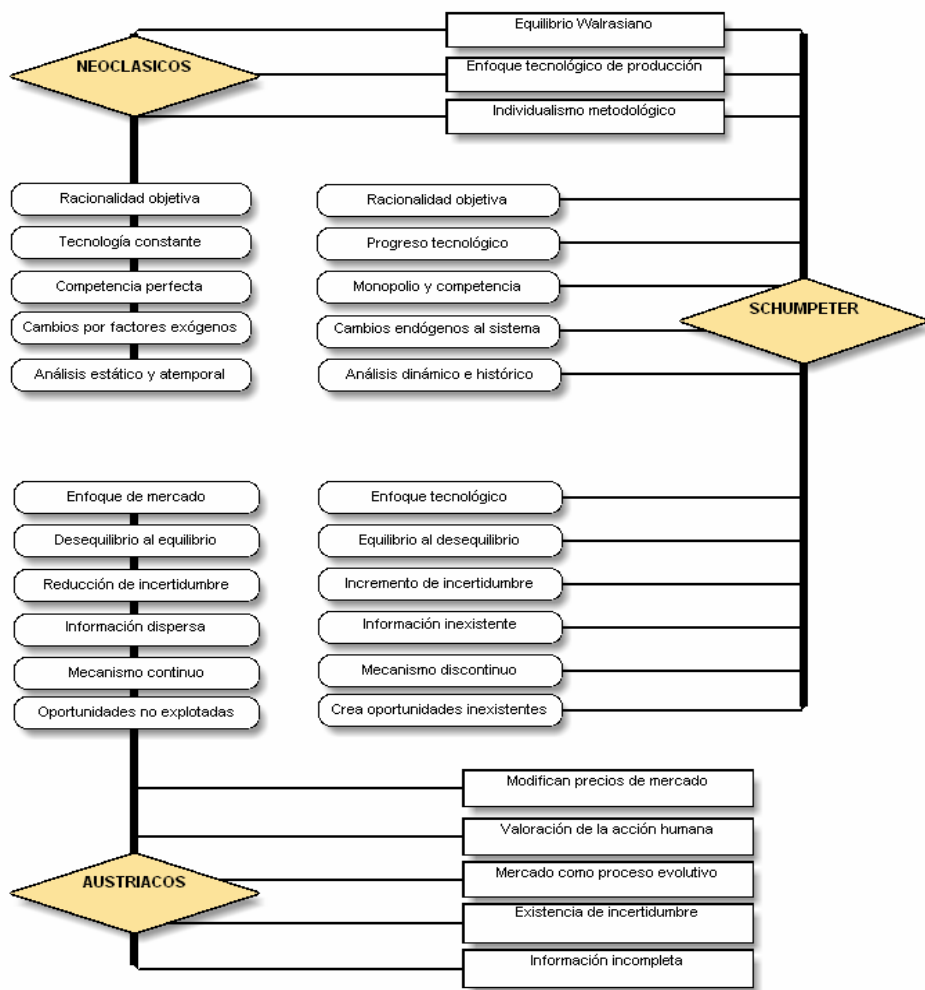 Equilibrio Walrasiano
NEOCLASICOS
Enfoque tecnológico de producción
Individualismo metodológico
Racionalidad objetiva
Racionalidad objetiva
Tecnología constante
Progreso tecnológico
Competencia perfecta
Monopolio y competencia
SCHUMPETER
Cambios por factores exógenos
Cambios endógenos al sistema
Análisis estático y atemporal
Análisis dinámico e histórico
Enfoque de mercado
Enfoque tecnológico
Desequilibrio al equilibrio
Equilibrio al desequilibrio
Reducción de incertidumbre
Incremento de incertidumbre
Información dispersa
Información inexistente
Mecanismo continuo
Mecanismo discontinuo
Oportunidades no explotadas
Crea oportunidades inexistentes
Modifican precios de mercado
Valoración de la acción humana
AUSTRIACOS
Mercado como proceso evolutivo
Existencia de incertidumbre
Información incompleta